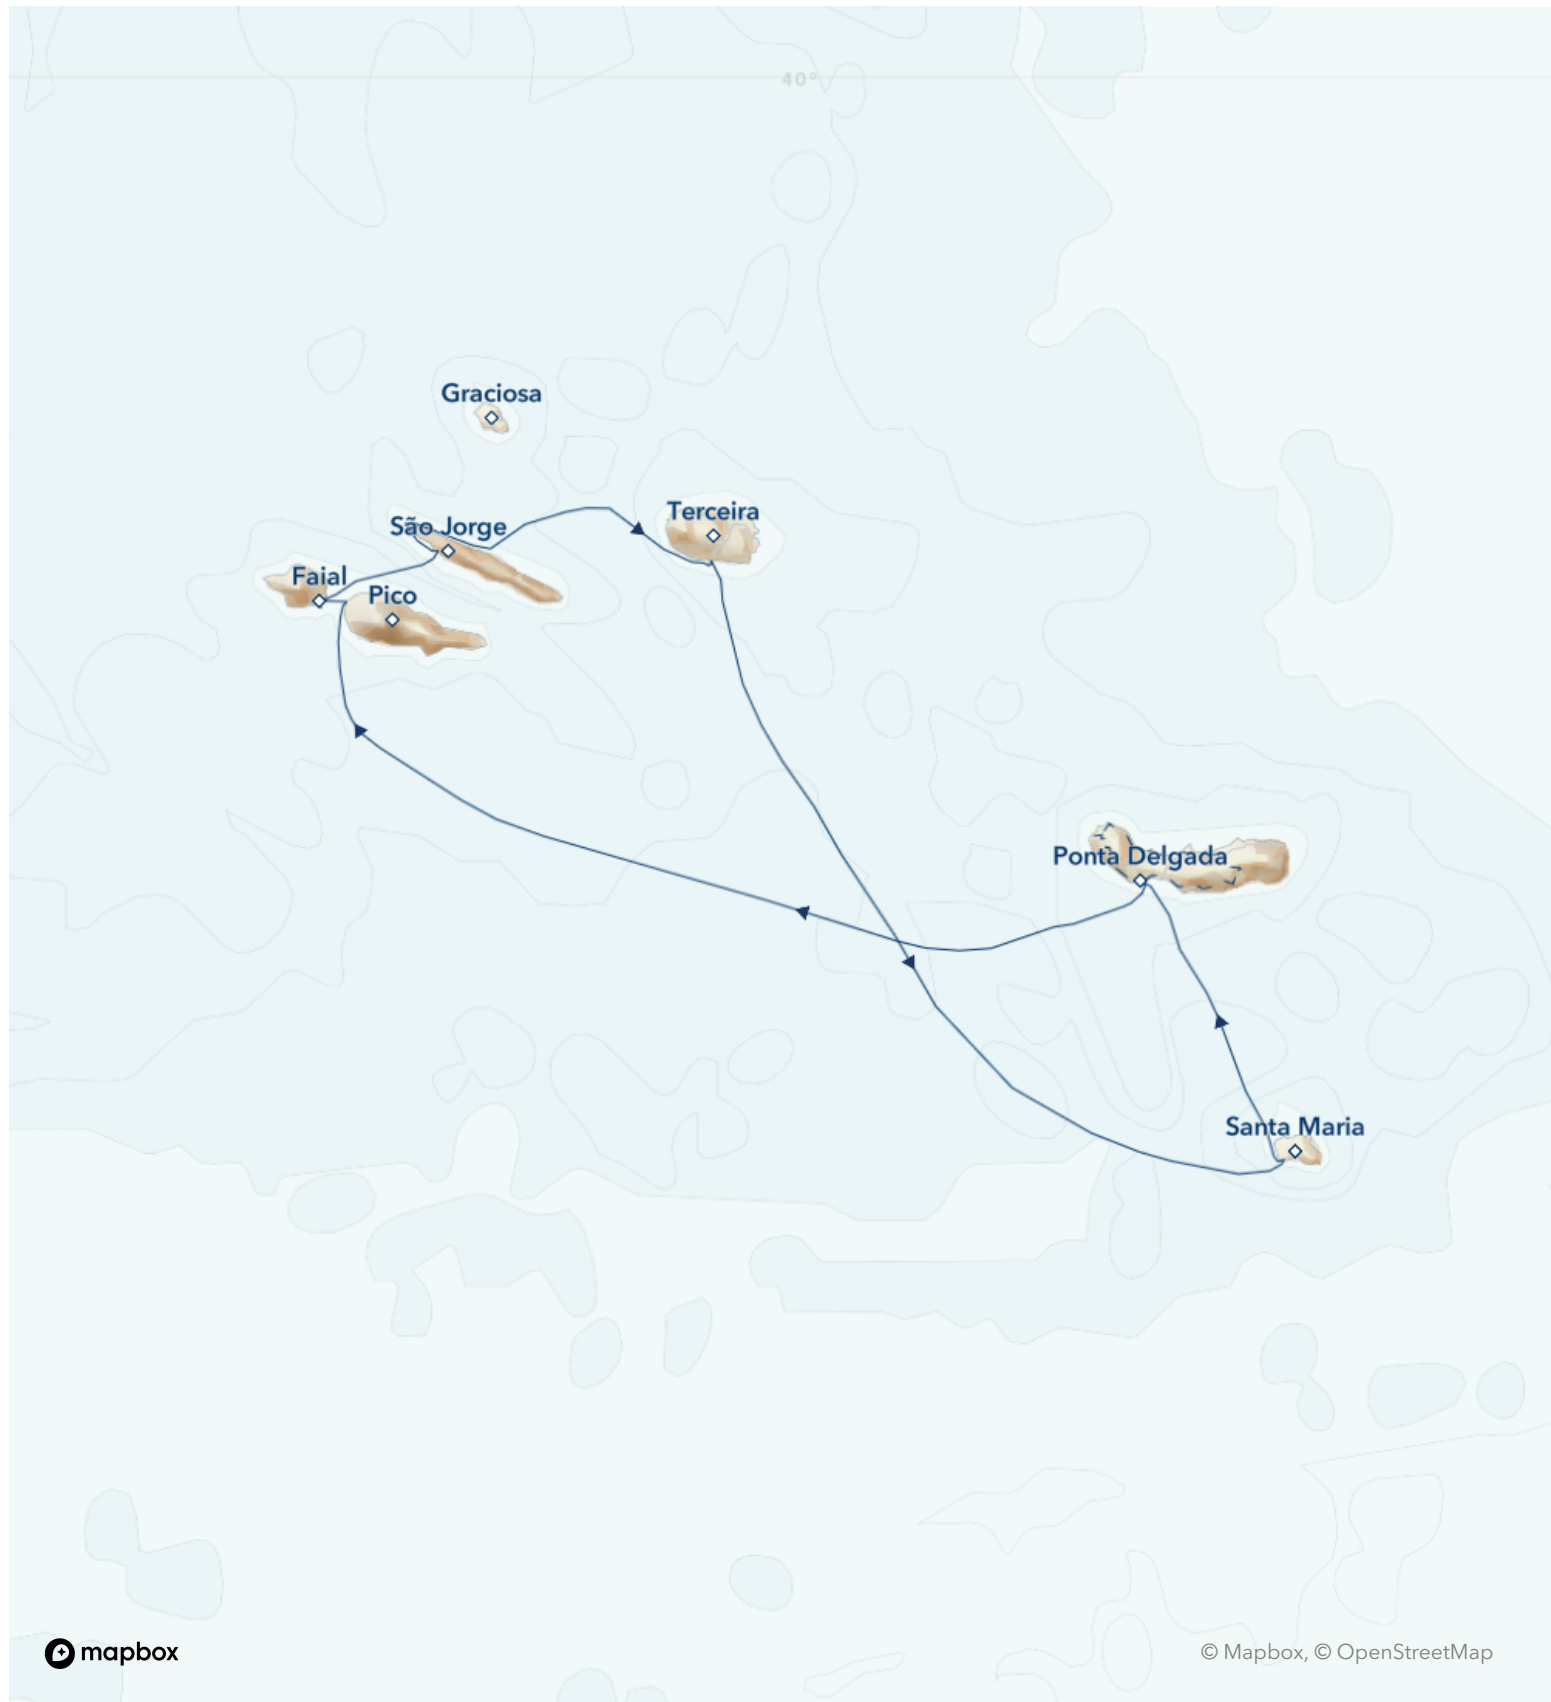 40°
Graciosa
Terceira
São Jorge
Faial
Pico
Ponta Delgada
Santa Maria
mapbox
© Mapbox, © OpenStreetMap